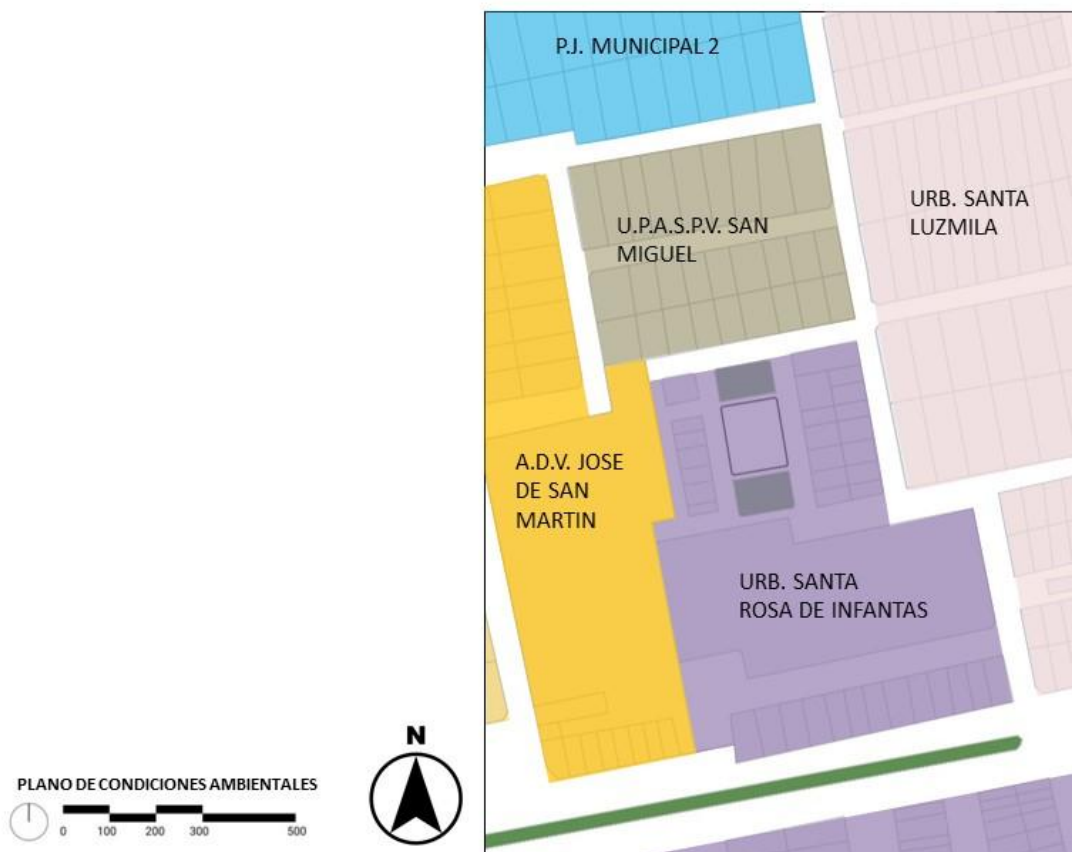 P.J. MUNICIPAL 2
URB. SANTA
LUZMILA
U.P.A.S.P.V. SAN
MIGUEL
A.D.V. JOSE
DE SAN
MARTIN
URB. SANTA
ROSA DE INFANTAS
N
PLANO DE CONDICIONES AMBIENTALES
0 100 200 300 500